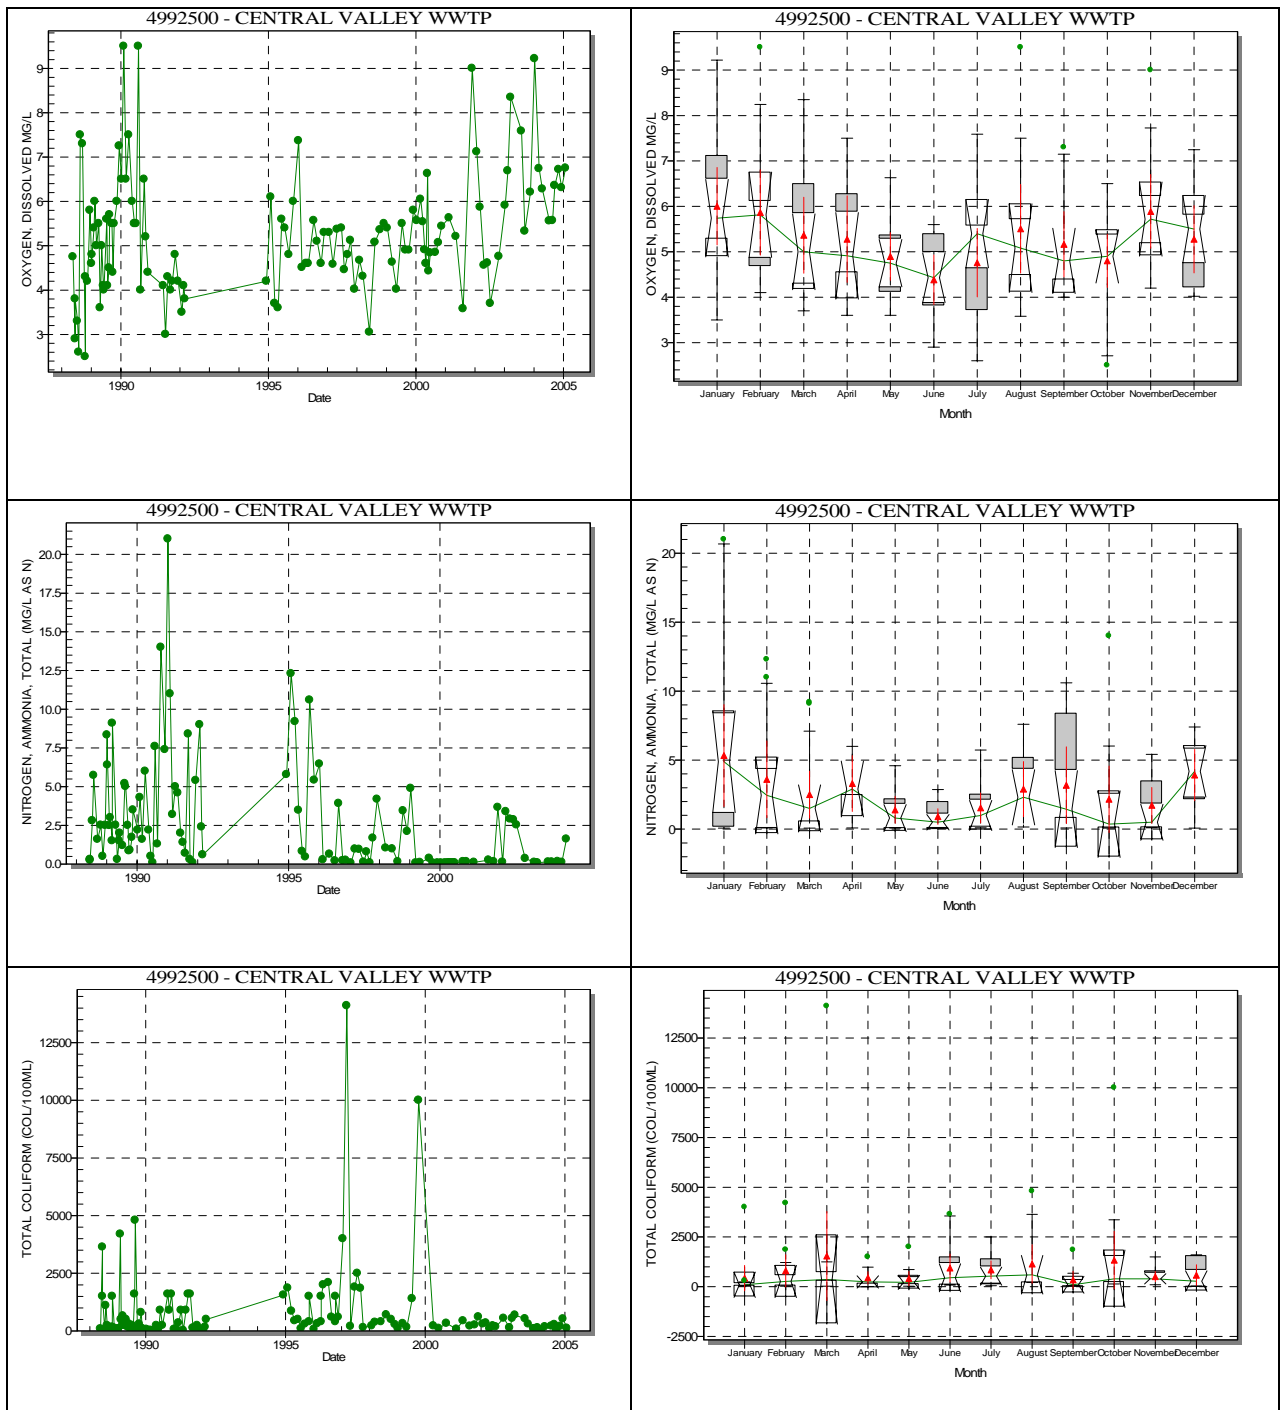 4992500 - CENTRAL VALLEY WWTP
OXYGEN, DISSOLVED MG/L
9
8
7
6
5
4
3
1990 1995 2000 2005
Date
4992500 - CENTRAL VALLEY WWTP
OXYGEN, DISSOLVED MG/L
9
8
7
6
5
4
3
January February March April May June July August September October November December
Month
4992500 - CENTRAL VALLEY WWTP
NITROGEN, AMMONIA, TOTAL (MG/L AS N)
20.0
17.5
15.0
12.5
10.0
7.5
5.0
2.5
0.0
1990 1995 2000
Date
4992500 - CENTRAL VALLEY WWTP
NITROGEN, AMMONIA, TOTAL (MG/L AS N)
20
15
10
5
0
January February March April May June July August September October November December
Month
4992500 - CENTRAL VALLEY WWTP
TOTAL COLIFORM (COL/100ML)
12500
10000
7500
5000
2500
0
1990 1995 2000 2005
Date
4992500 - CENTRAL VALLEY WWTP
TOTAL COLIFORM (COL/100ML)
12500
10000
7500
5000
2500
0
-2500
January February March April May June July August September October November December
Month